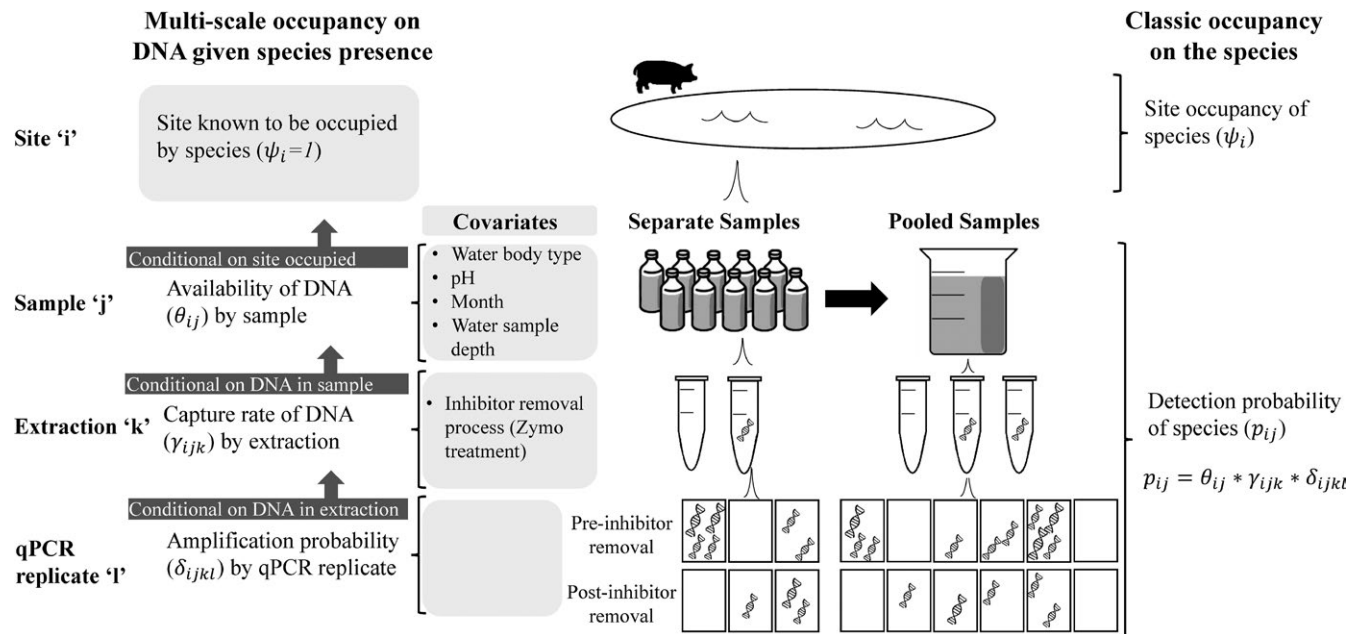 Multi-scale occupancy on
DNA given species presence
Classic occupancy
on the species
Site ‘i’
Site known to be occupied
by species (ψᵢ=1)
Site occupancy of
species (ψᵢ)
Conditional on site occupied
Sample ‘j’
Availability of DNA
(θᵢⱼ) by sample
Covariates
• Water body type
• pH
• Month
• Water sample
depth
Separate Samples
Pooled Samples
Conditional on DNA in sample
Extraction ‘k’
Capture rate of DNA
(γᵢⱼₖ) by extraction
• Inhibitor removal
process (Zymo
treatment)
Detection probability
of species (pᵢⱼ)
pᵢⱼ = θᵢⱼ * γᵢⱼₖ * δᵢⱼₖₗ
Conditional on DNA in extraction
qPCR
replicate ‘l’
Amplification probability
(δᵢⱼₖₗ) by qPCR replicate
Pre-inhibitor
removal
Post-inhibitor
removal